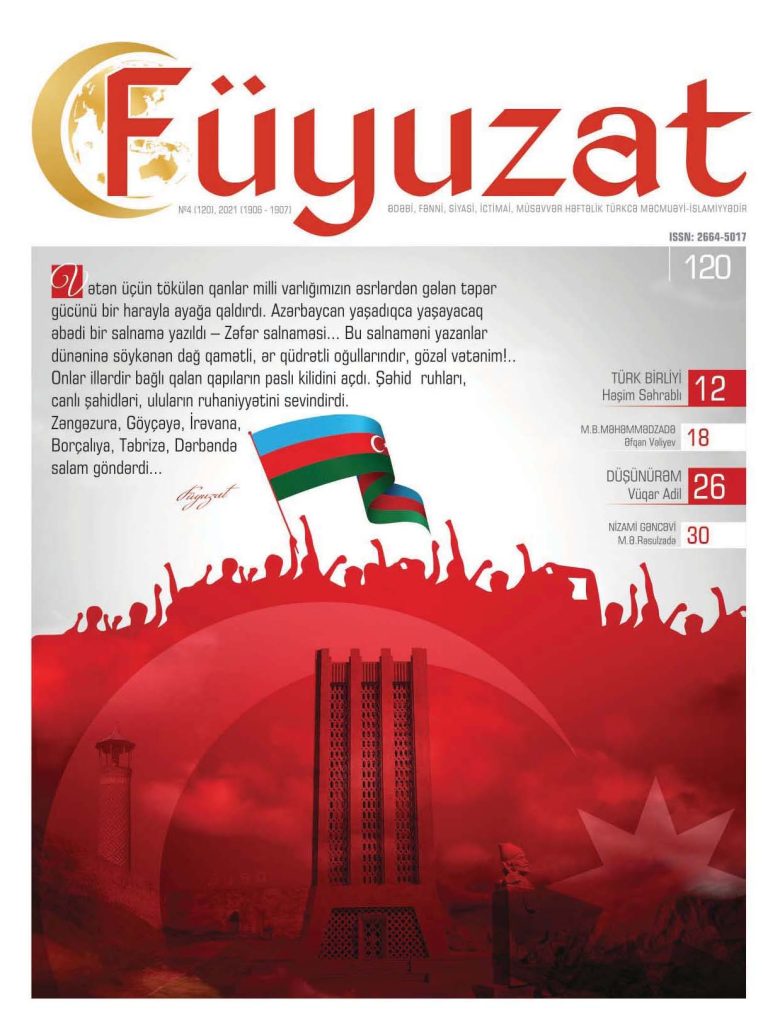 Füyuzat
№4 (120), 2021 (1906 - 1907)
ƏDƏBİ, FƏNNİ, SİYASİ, İCTİMAİ, MÜSƏVVƏR HƏFTƏLİK TÜRKCƏ MƏCMUƏYİ-İSLAMİYYƏDİR
ISSN: 2664-5017
120
Vətən üçün tökülən qanlar milli varlığımızın əsrlərdən gələn təpər
gücünü bir harayla ayağa qaldırdı. Azərbaycan yaşadıqca yaşayacaq
əbədi bir salnamə yazıldı – Zəfər salnaməsi... Bu salnaməni yazanlar
dünəninə söykənən dağ qamətli, ər qüdrətli oğullarındır, gözəl vətənim!..
Onlar illərdir bağlı qalan qapıların paslı kilidini açdı. Şəhid ruhları,
canlı şahidləri, uluların ruhaniyyətini sevindirdi.
Zəngəzura, Göyçəyə, İrəvana,
Borçalıya, Təbrizə, Dərbəndə
salam göndərdi...
Füyuzat
TÜRK BİRLİYİ
Haşim Səhrablı 12
M.B.MƏHƏMMƏDZADƏ
Əfqan Vəliyev 18
DÜŞÜNÜRƏM
Vüqar Adil 26
NİZAMİ GƏNCƏVİ
M.Ə.Rəsulzadə 30